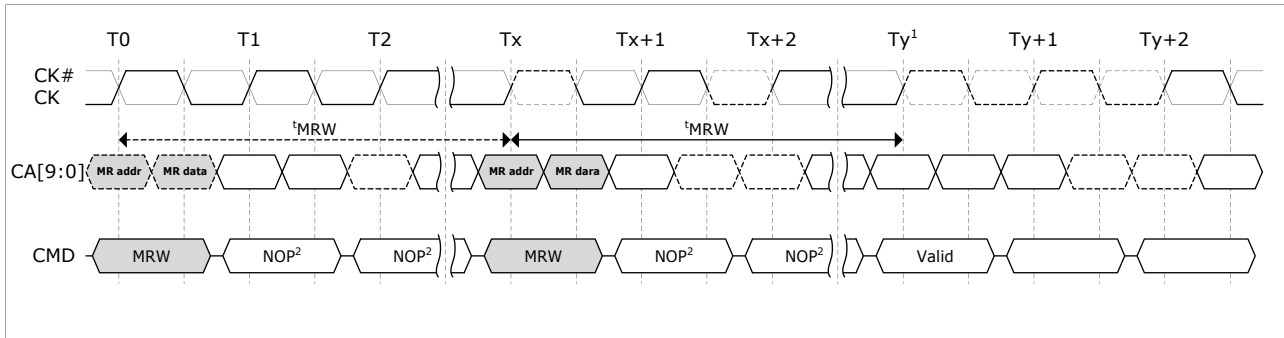 T0 T1 T2 Tx Tx+1 Tx+2 Ty¹ Ty+1 Ty+2
CK#
CK
ᵗMRW ᵗMRW
CA[9:0] MR addr MR data MR addr MR dara
CMD MRW NOP² NOP² MRW NOP² NOP² Valid